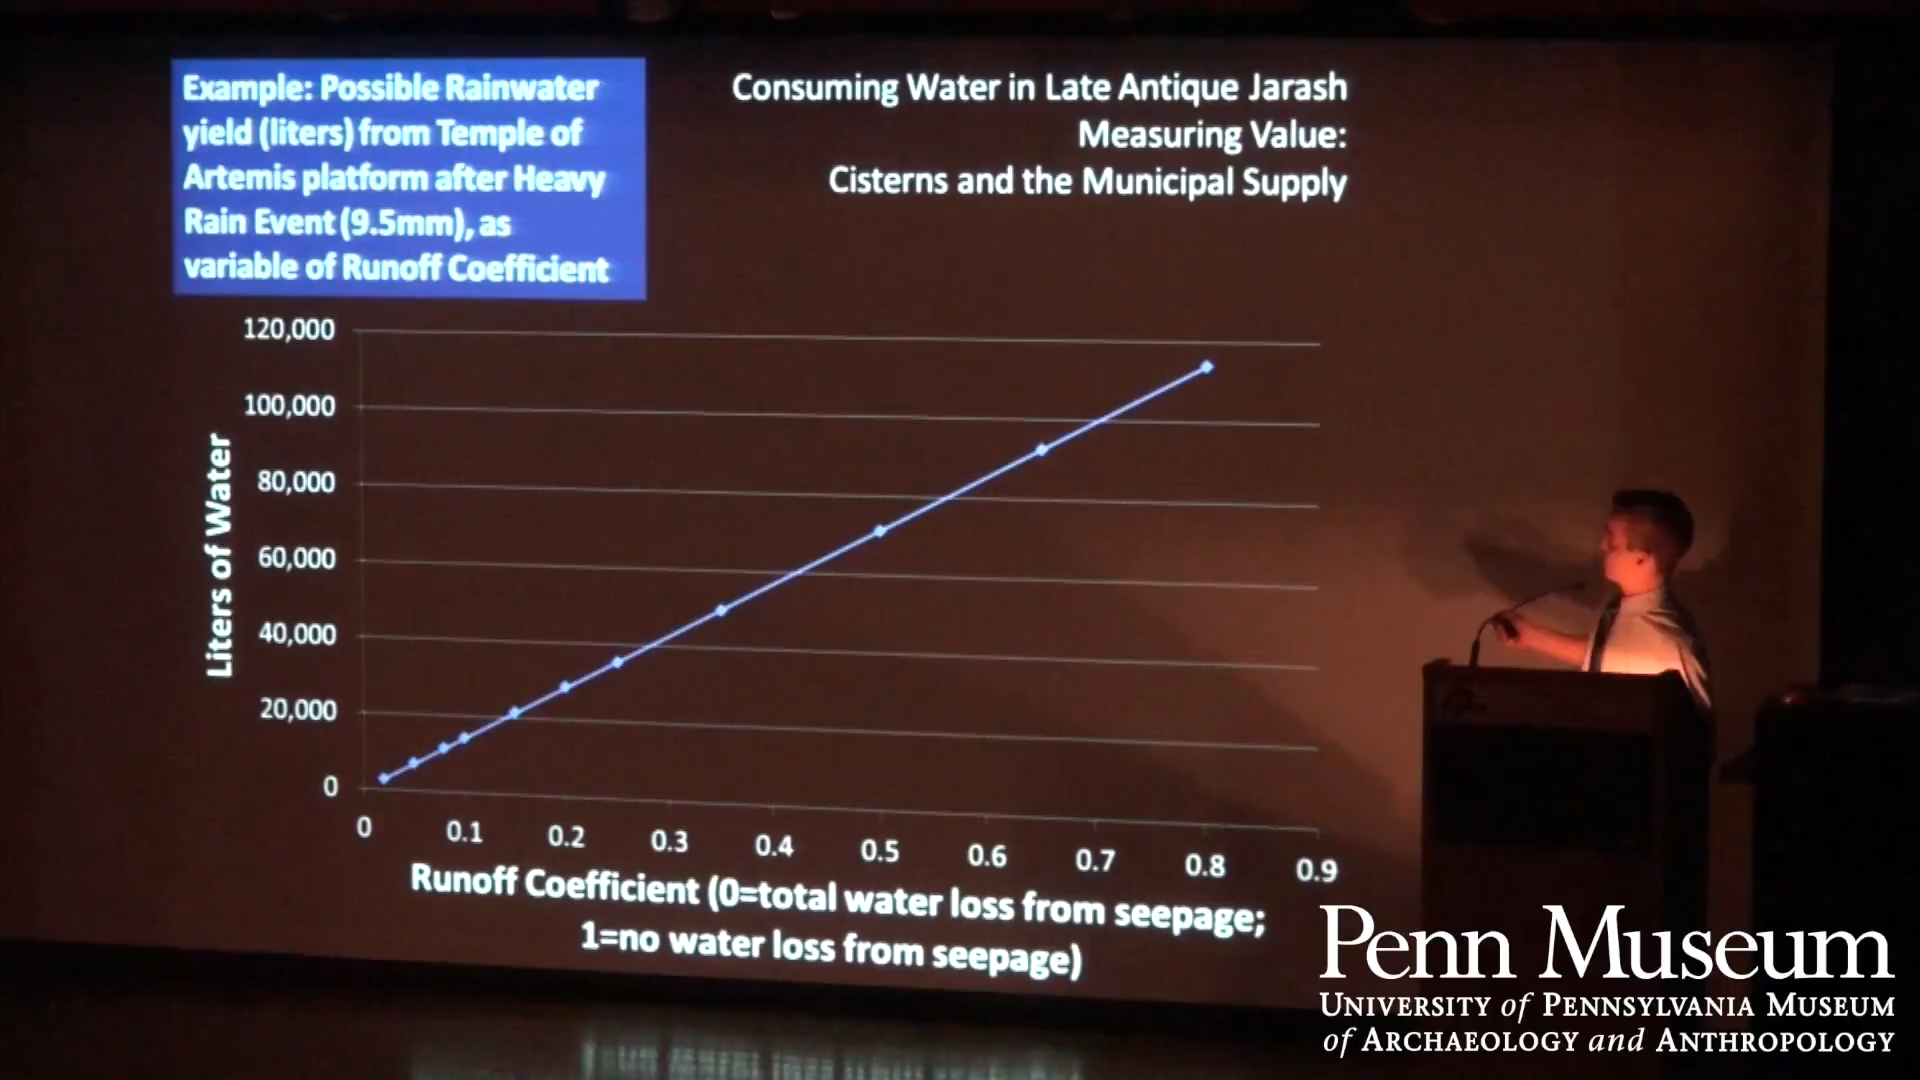 Example: Possible Rainwater
yield (liters) from Temple of
Artemis platform after Heavy
Rain Event (9.5mm), as
variable of Runoff Coefficient
Consuming Water in Late Antique Jarash
Measuring Value:
Cisterns and the Municipal Supply
120,000
100,000
80,000
60,000
40,000
20,000
0
Liters of Water
0 0.1 0.2 0.3 0.4 0.5 0.6 0.7 0.8 0.9
Runoff Coefficient (0=total water loss from seepage;
1=no water loss from seepage)
Penn Museum
UNIVERSITY of PENNSYLVANIA MUSEUM
of ARCHAEOLOGY and ANTHROPOLOGY